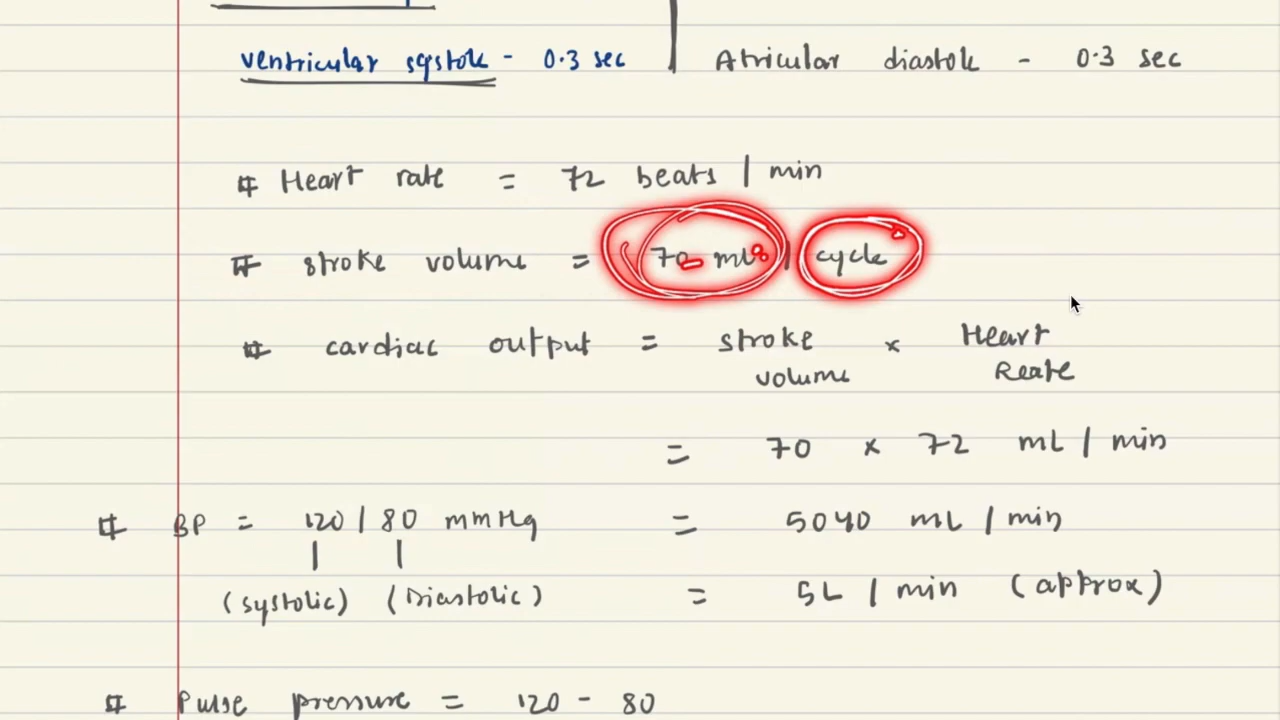 ventricular systole - 0.3 sec | Atricular diastole - 0.3 sec
# Heart rate = 72 beats / min
# stroke volume = 70 mL / cycle
# cardiac output = stroke volume x Heart Reate
= 70 x 72 mL / min
# BP = 120 / 80 mmHg = 5040 mL / min
(systolic) (Diastolic) = 5L / min (approx)
# Pulse pressure = 120 - 80